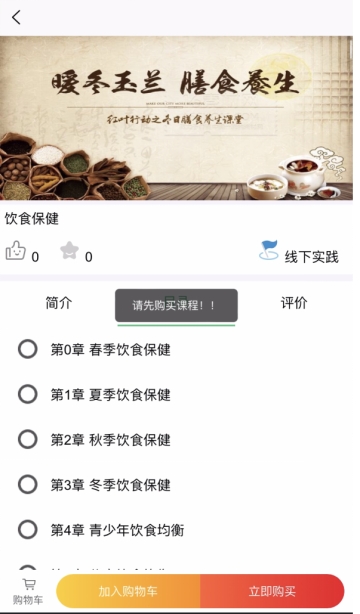 暖冬玉兰 膳食養生
红叶行动之冬日膳食养生课堂
饮食保健
0
0
线下实践
简介
请先购买课程！！
评价
第0章 春季饮食保健
第1章 夏季饮食保健
第2章 秋季饮食保健
第3章 冬季饮食保健
第4章 青少年饮食均衡
购物车
加入购物车
立即购买